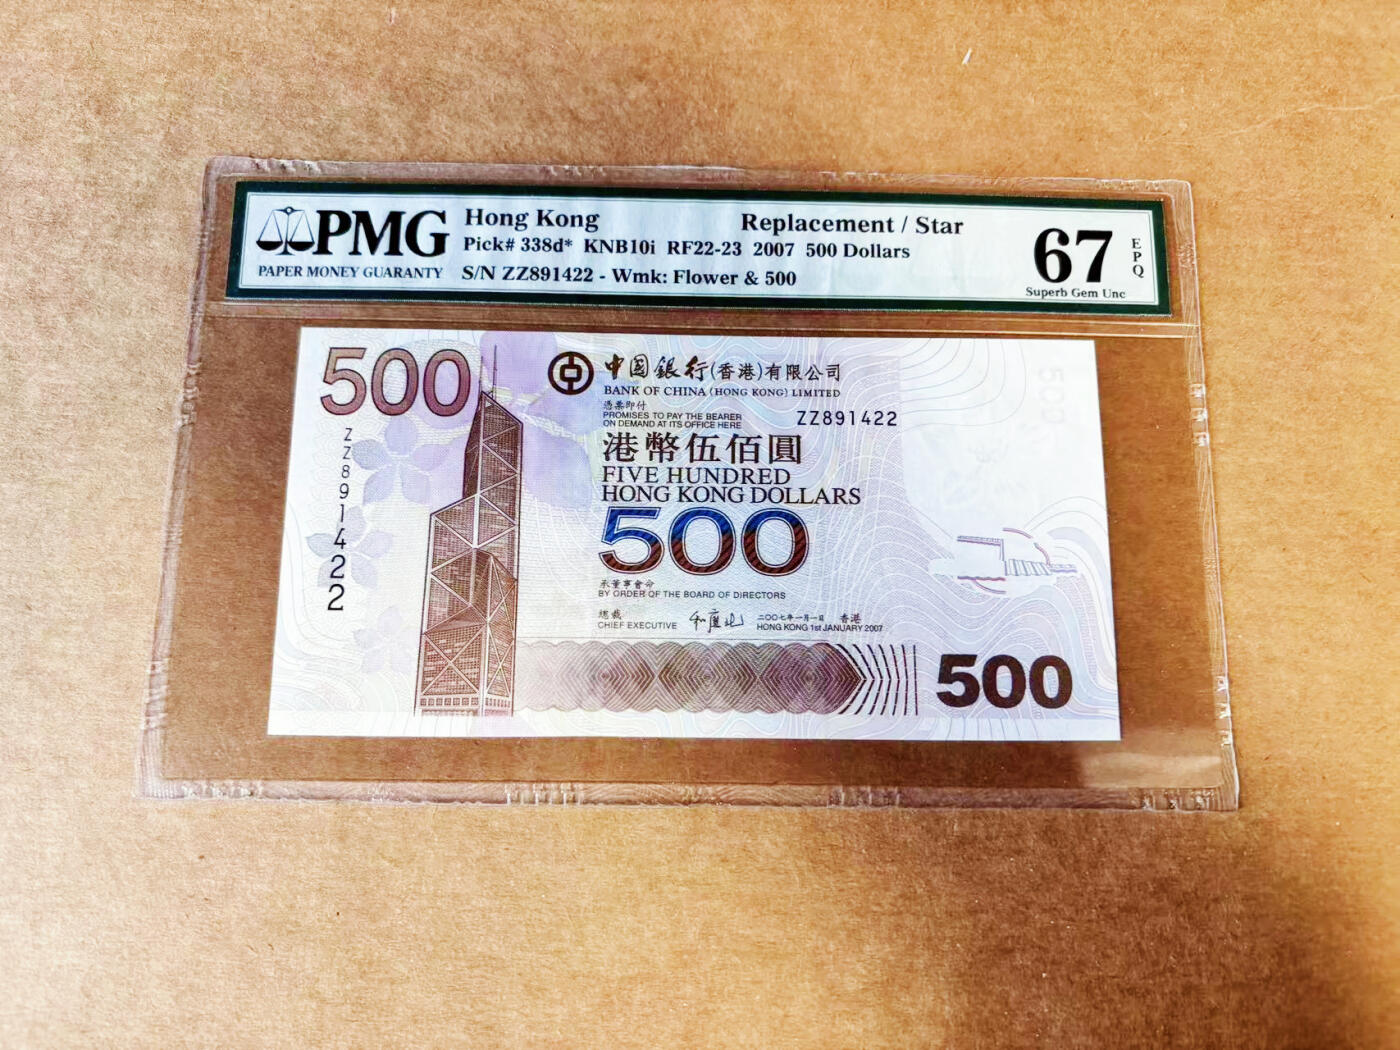 PMG
PAPER MONEY GUARANTY
Hong Kong Replacement / Star
Pick# 338d* KNB10i RF22-23 2007 500 Dollars
S/N ZZ891422 - Wmk: Flower & 500
67
EPQ
Superb Gem Unc
500
中国銀行(香港)有限公司
BANK OF CHINA (HONG KONG) LIMITED
憑票即付
PROMISES TO PAY THE BEARER
ON DEMAND AT ITS OFFICE HERE
ZZ891422
ZZ891422
港幣伍佰圓
FIVE HUNDRED
HONG KONG DOLLARS
500
承董事會命
BY ORDER OF THE BOARD OF DIRECTORS
總裁
CHIEF EXECUTIVE
二〇〇七年一月一日 香港
HONG KONG 1st JANUARY 2007
500